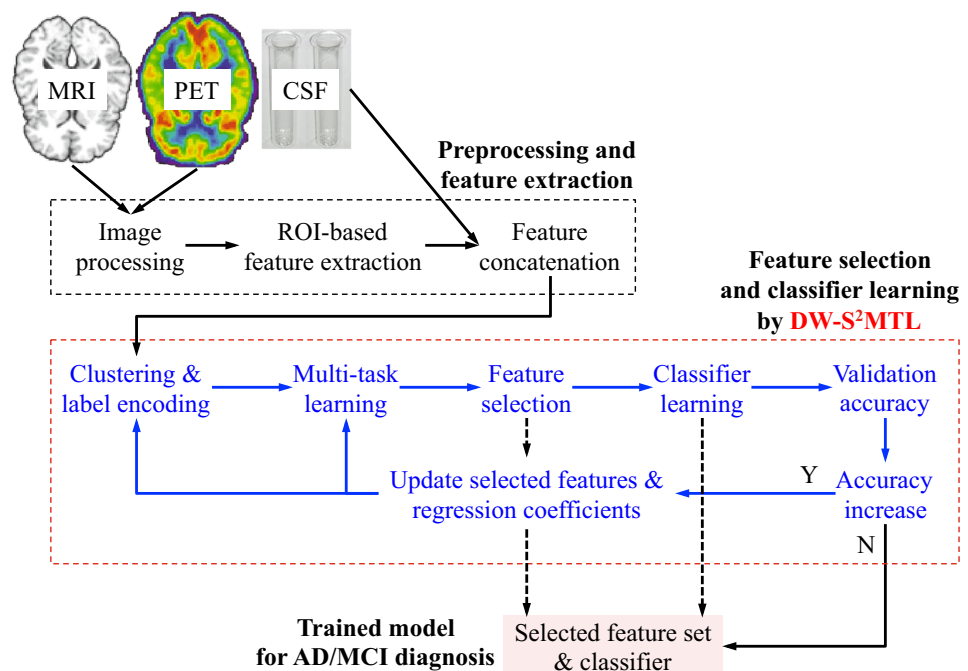 MRI
PET
CSF
Preprocessing and
feature extraction
Image
processing
ROI-based
feature extraction
Feature
concatenation
Feature selection
and classifier learning
by DW-S²MTL
Clustering &
label encoding
Multi-task
learning
Feature
selection
Classifier
learning
Validation
accuracy
Update selected features &
regression coefficients
Y
Accuracy
increase
N
Trained model
for AD/MCI diagnosis
Selected feature set
& classifier